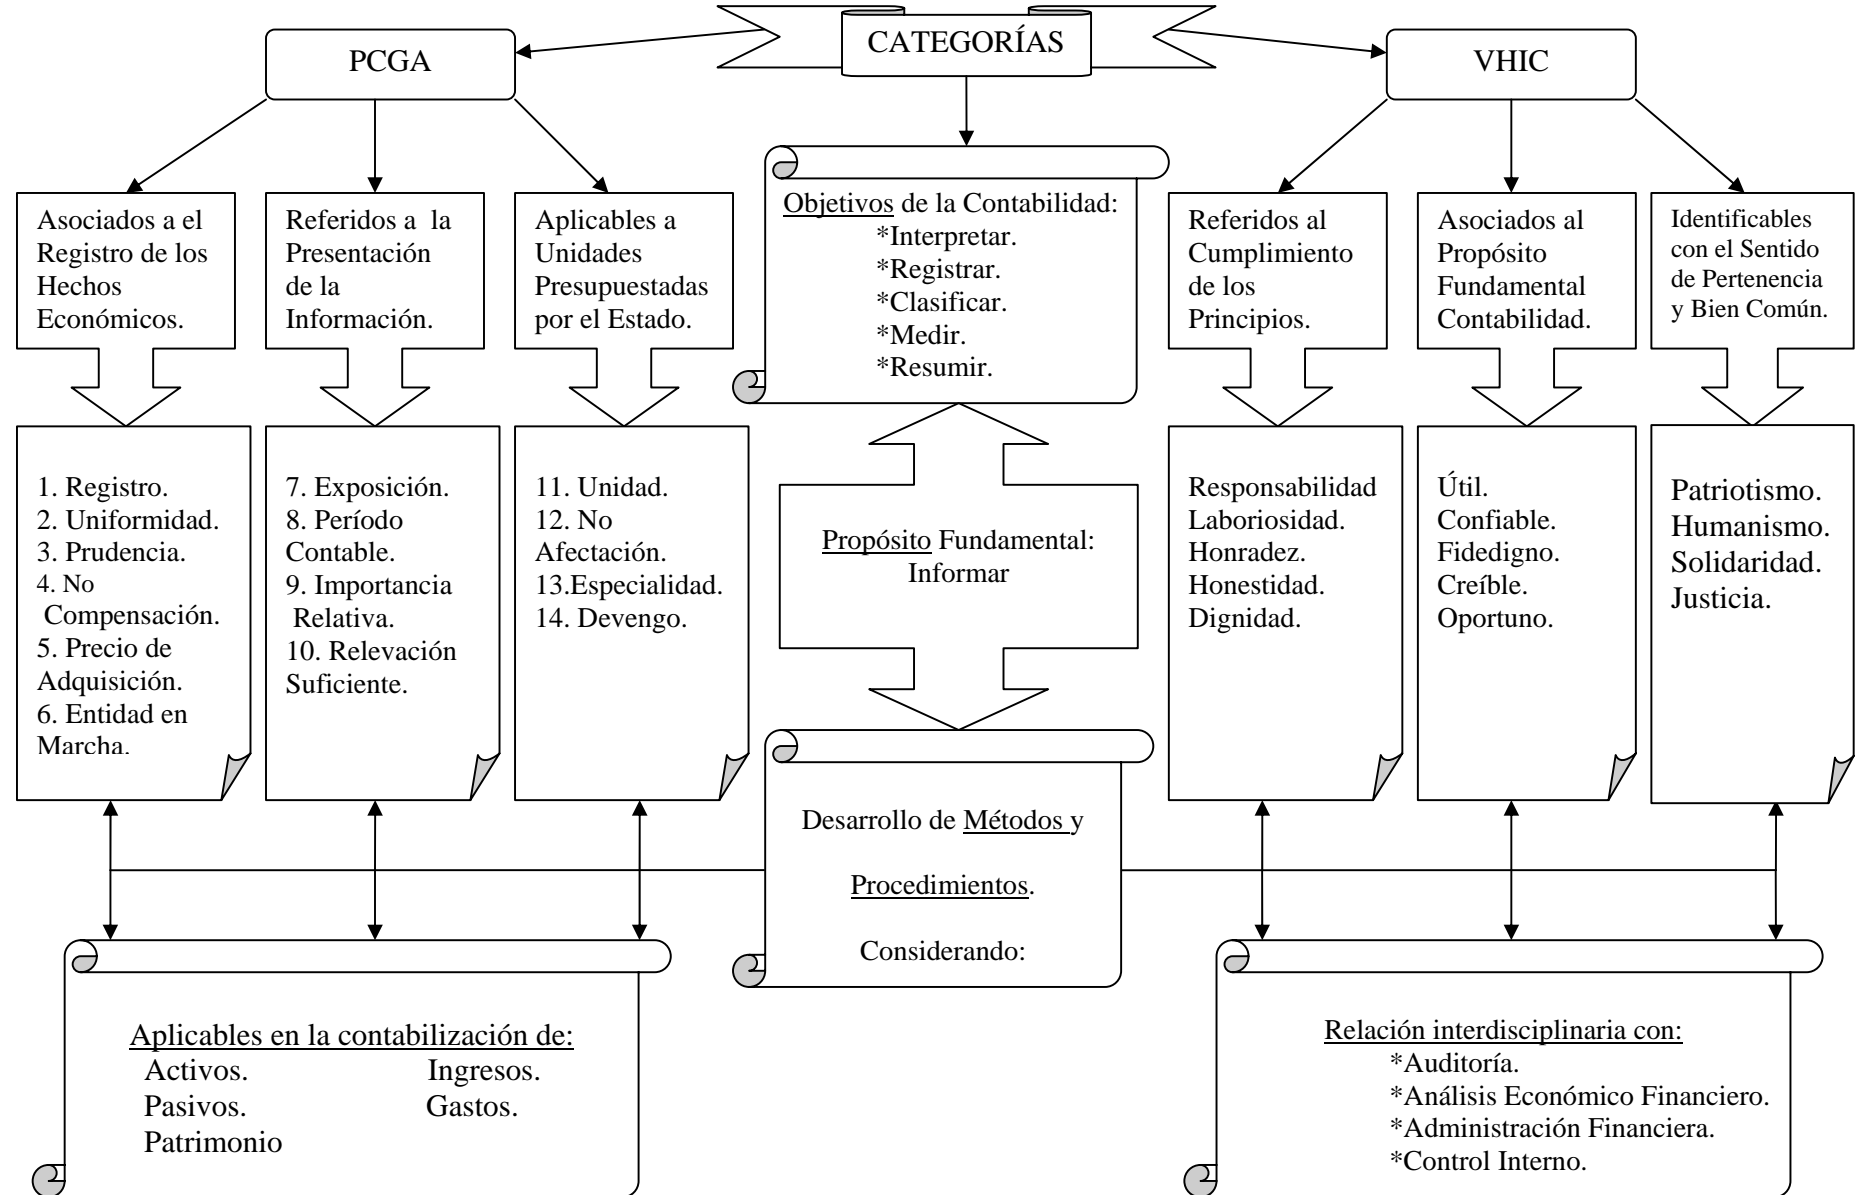 CATEGORÍAS
PCGA
VHIC
Asociados a el
Registro de los
Hechos
Económicos.
Referidos a la
Presentación
de la
Información.
Aplicables a
Unidades
Presupuestadas
por el Estado.
Objetivos de la Contabilidad:
*Interpretar.
*Registrar.
*Clasificar.
*Medir.
*Resumir.
Referidos al
Cumplimiento
de los
Principios.
Asociados al
Propósito
Fundamental
Contabilidad.
Identificables
con el Sentido
de Pertenencia
y Bien Común.
1. Registro.
2. Uniformidad.
3. Prudencia.
4. No
Compensación.
5. Precio de
Adquisición.
6. Entidad en
Marcha.
7. Exposición.
8. Período
Contable.
9. Importancia
Relativa.
10. Relevación
Suficiente.
11. Unidad.
12. No
Afectación.
13.Especialidad.
14. Devengo.
Propósito Fundamental:
Informar
Responsabilidad
Laboriosidad.
Honradez.
Honestidad.
Dignidad.
Útil.
Confiable.
Fidedigno.
Creíble.
Oportuno.
Patriotismo.
Humanismo.
Solidaridad.
Justicia.
Desarrollo de Métodos y
Procedimientos.
Considerando:
Aplicables en la contabilización de:
Activos. Ingresos.
Pasivos. Gastos.
Patrimonio
Relación interdisciplinaria con:
*Auditoría.
*Análisis Económico Financiero.
*Administración Financiera.
*Control Interno.